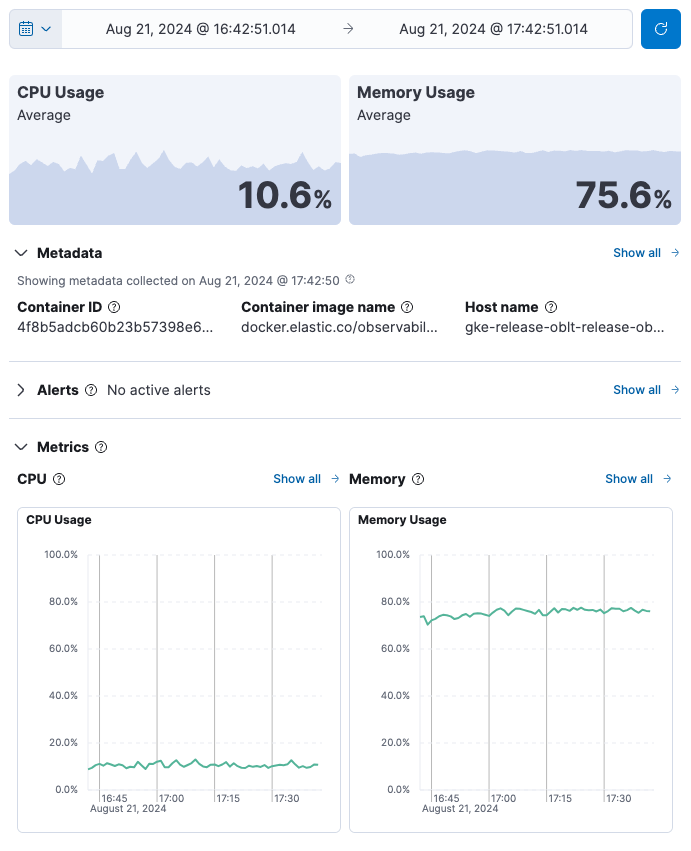 Aug 21, 2024 @ 16:42:51.014 → Aug 21, 2024 @ 17:42:51.014
CPU Usage
Average
10.6%
Memory Usage
Average
75.6%
Metadata Show all
Showing metadata collected on Aug 21, 2024 @ 17:42:50
Container ID
4f8b5adcb60b23b57398e6...
Container image name
docker.elastic.co/observabil...
Host name
gke-release-oblt-release-ob...
Alerts No active alerts Show all
Metrics
CPU Show all
CPU Usage
100.0%
80.0%
60.0%
40.0%
20.0%
0.0%
16:45 17:00 17:15 17:30
August 21, 2024
Memory Show all
Memory Usage
100.0%
80.0%
60.0%
40.0%
20.0%
0.0%
16:45 17:00 17:15 17:30
August 21, 2024